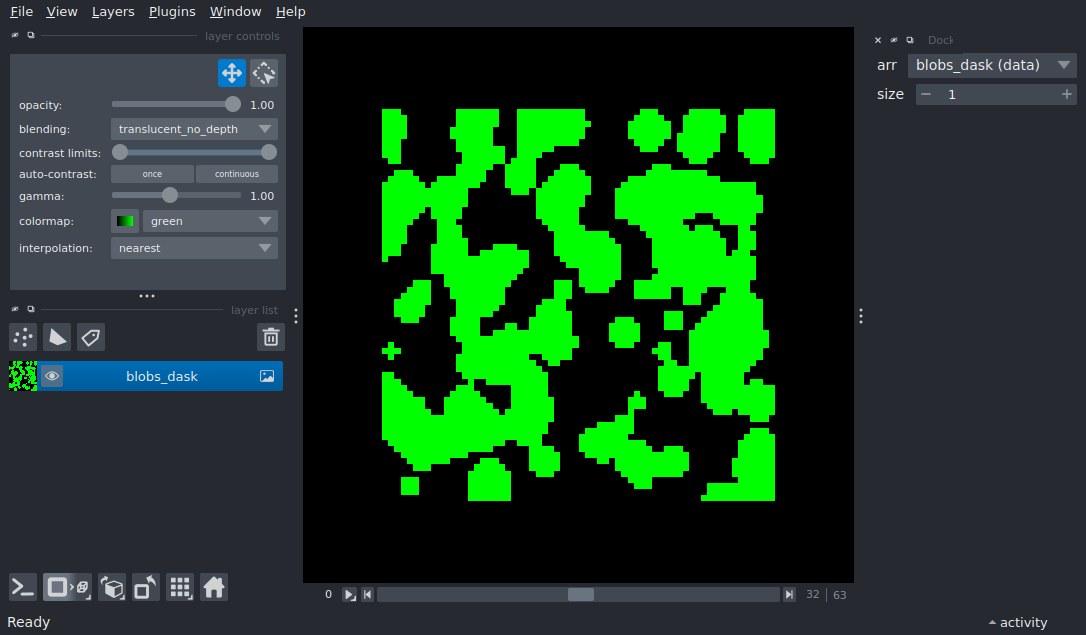 File View Layers Plugins Window Help
layer controls
opacity: 1.00
blending: translucent_no_depth
contrast limits:
auto-contrast: once continuous
gamma: 1.00
colormap: green
interpolation: nearest
layer list
blobs_dask
Dock
arr blobs_dask (data)
size 1
0 32 63
Ready
activity